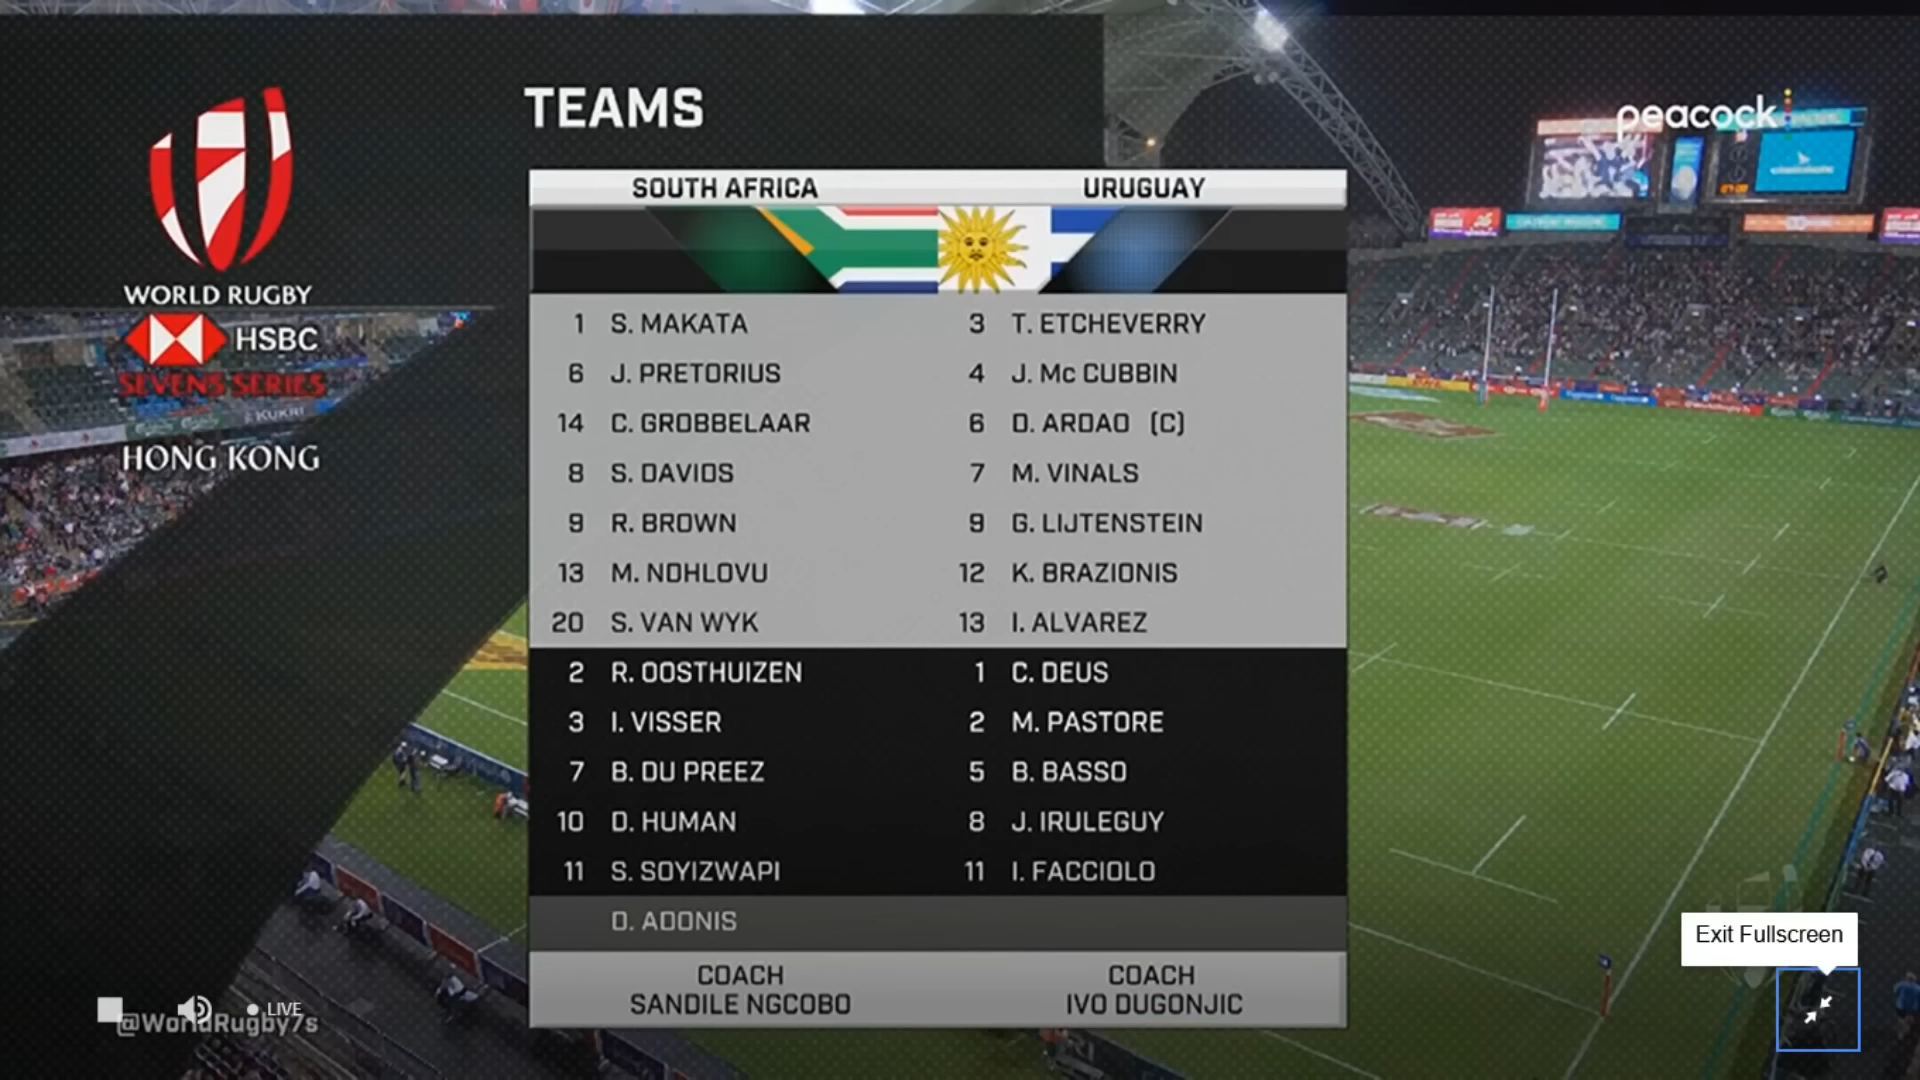 TEAMS
peacock
SOUTH AFRICA URUGUAY
WORLD RUGBY
HSBC
SEVENS SERIES
KUKRI
HONG KONG
1 S. MAKATA 3 T. ETCHEVERRY
6 J. PRETORIUS 4 J. Mc CUBBIN
14 C. GROBBELAAR 6 D. ARDAO (C)
8 S. DAVIDS 7 M. VINALS
9 R. BROWN 9 G. LIJTENSTEIN
13 M. NDHLOVU 12 K. BRAZIONIS
20 S. VAN WYK 13 I. ALVAREZ
2 R. OOSTHUIZEN 1 C. DEUS
3 I. VISSER 2 M. PASTORE
7 B. DU PREEZ 5 B. BASSO
10 D. HUMAN 8 J. IRULEGUY
11 S. SOYIZWAPI 11 I. FACCIOLO
D. ADONIS
COACH COACH
SANDILE NGCOBO IVO DUGONJIC
Exit Fullscreen
LIVE
@WorldRugby7s